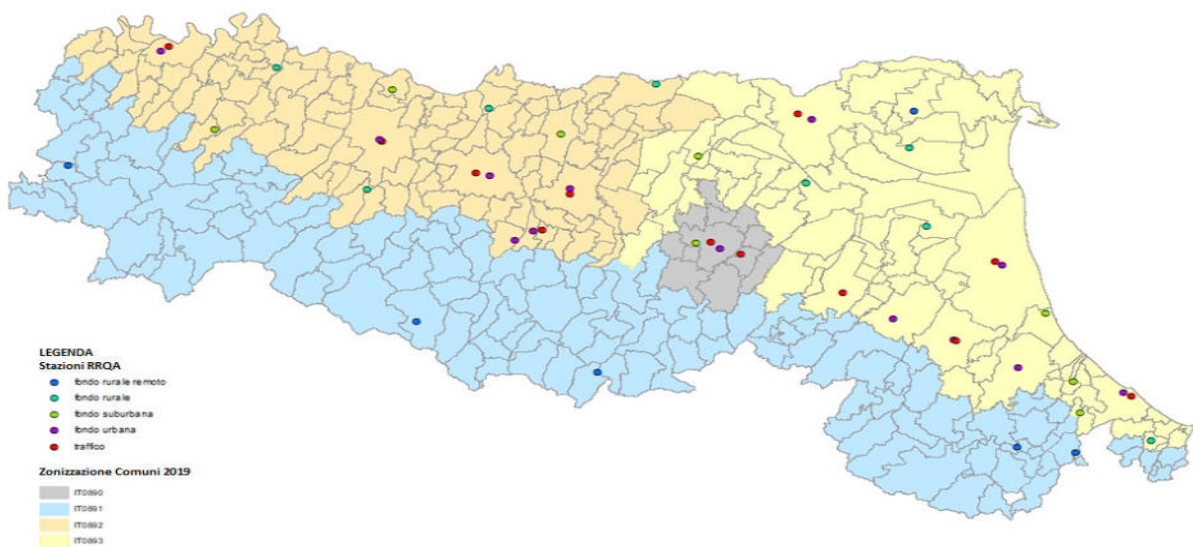 LEGENDA
Stazioni RRQA
fondo rurale remoto
fondo rurale
fondo suburbana
fondo urbana
traffico
Zonizzazione Comuni 2019
IT0890
IT0891
IT0892
IT0893